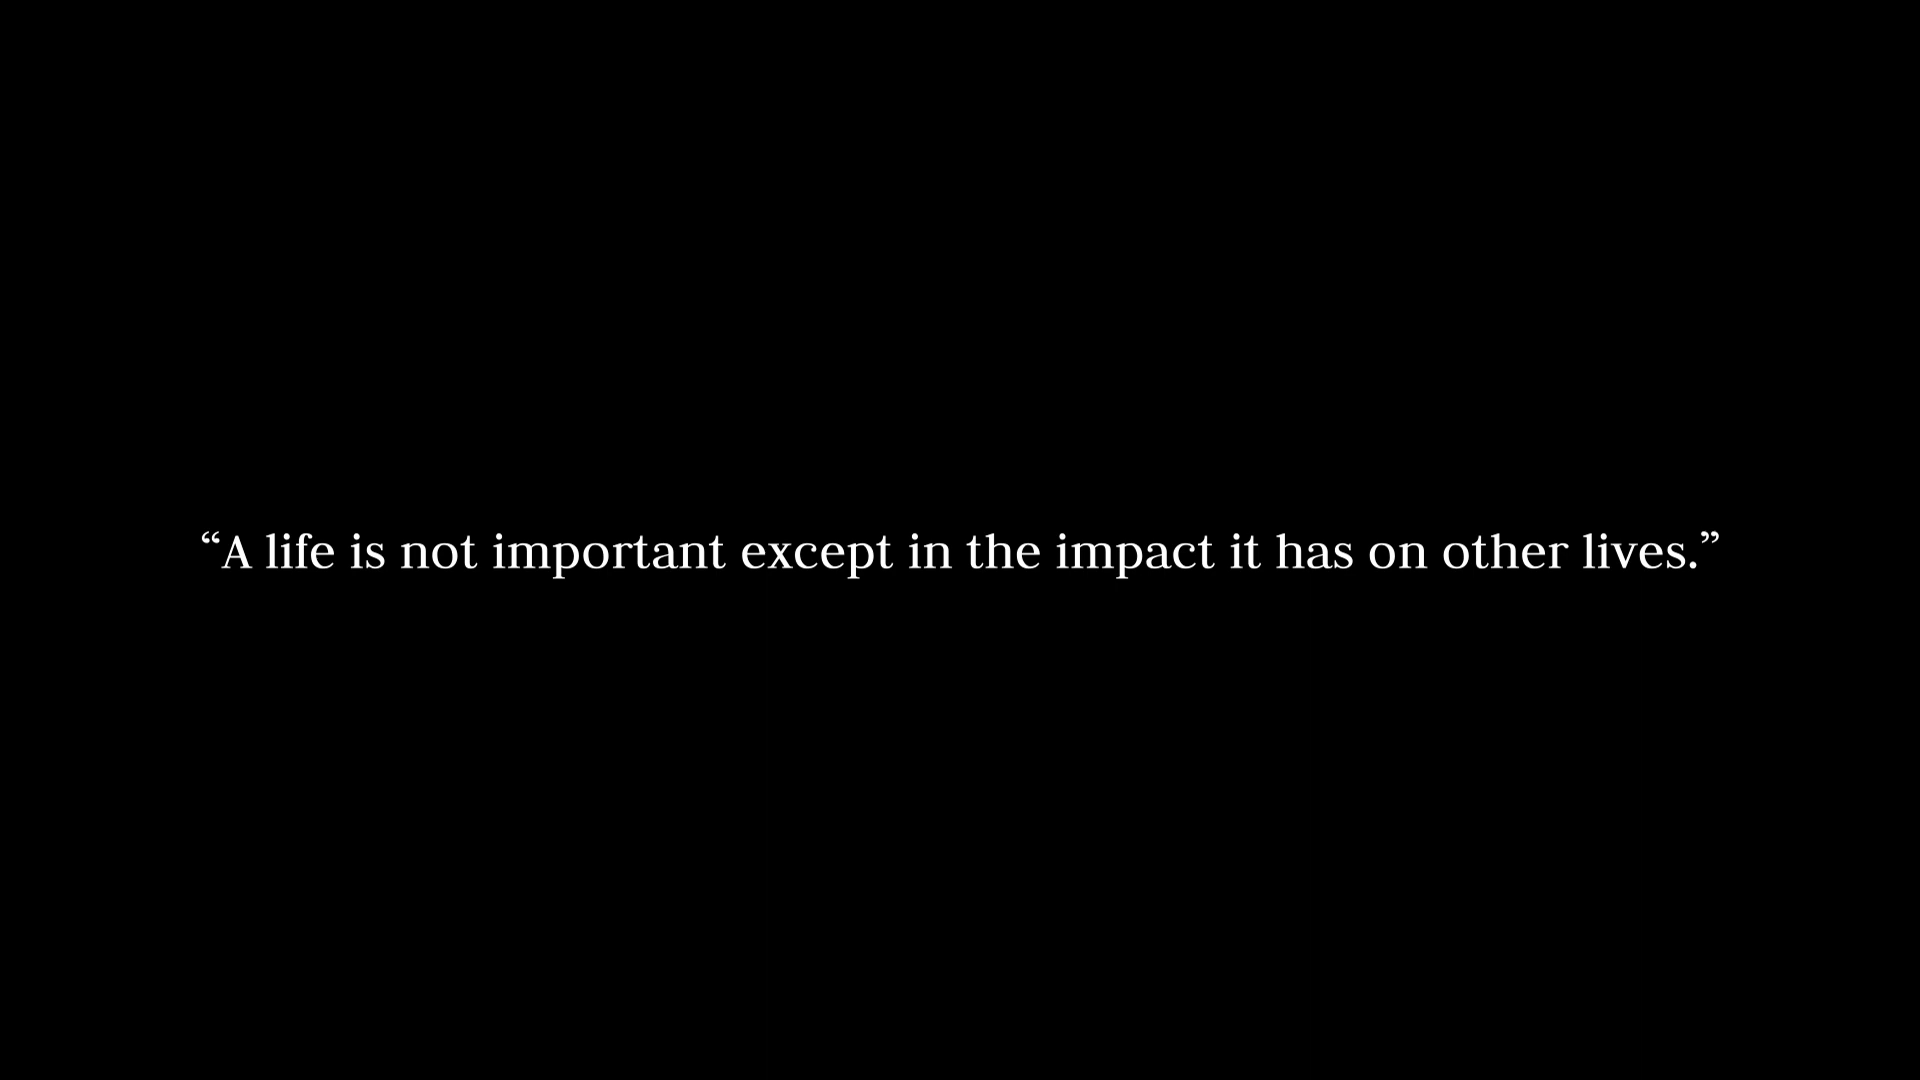 “A life is not important except in the impact it has on other lives.”